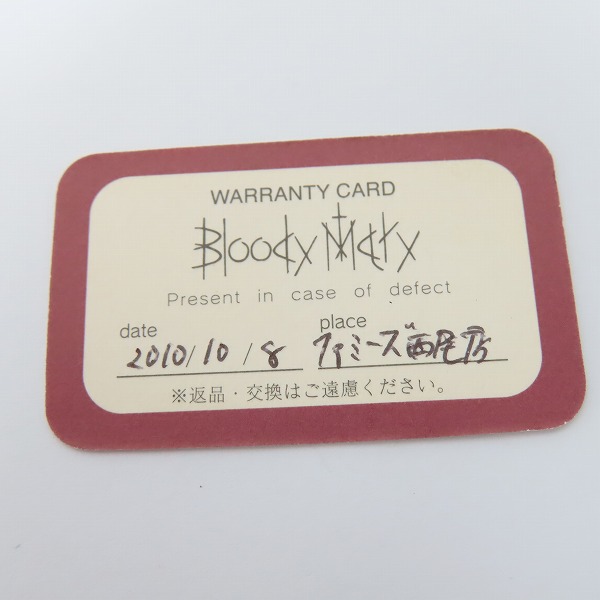 WARRANTY CARD
Bloody Mary
Present in case of defect
date 2010/10/8 place ファミーズ西尾店
※返品・交換はご遠慮ください。